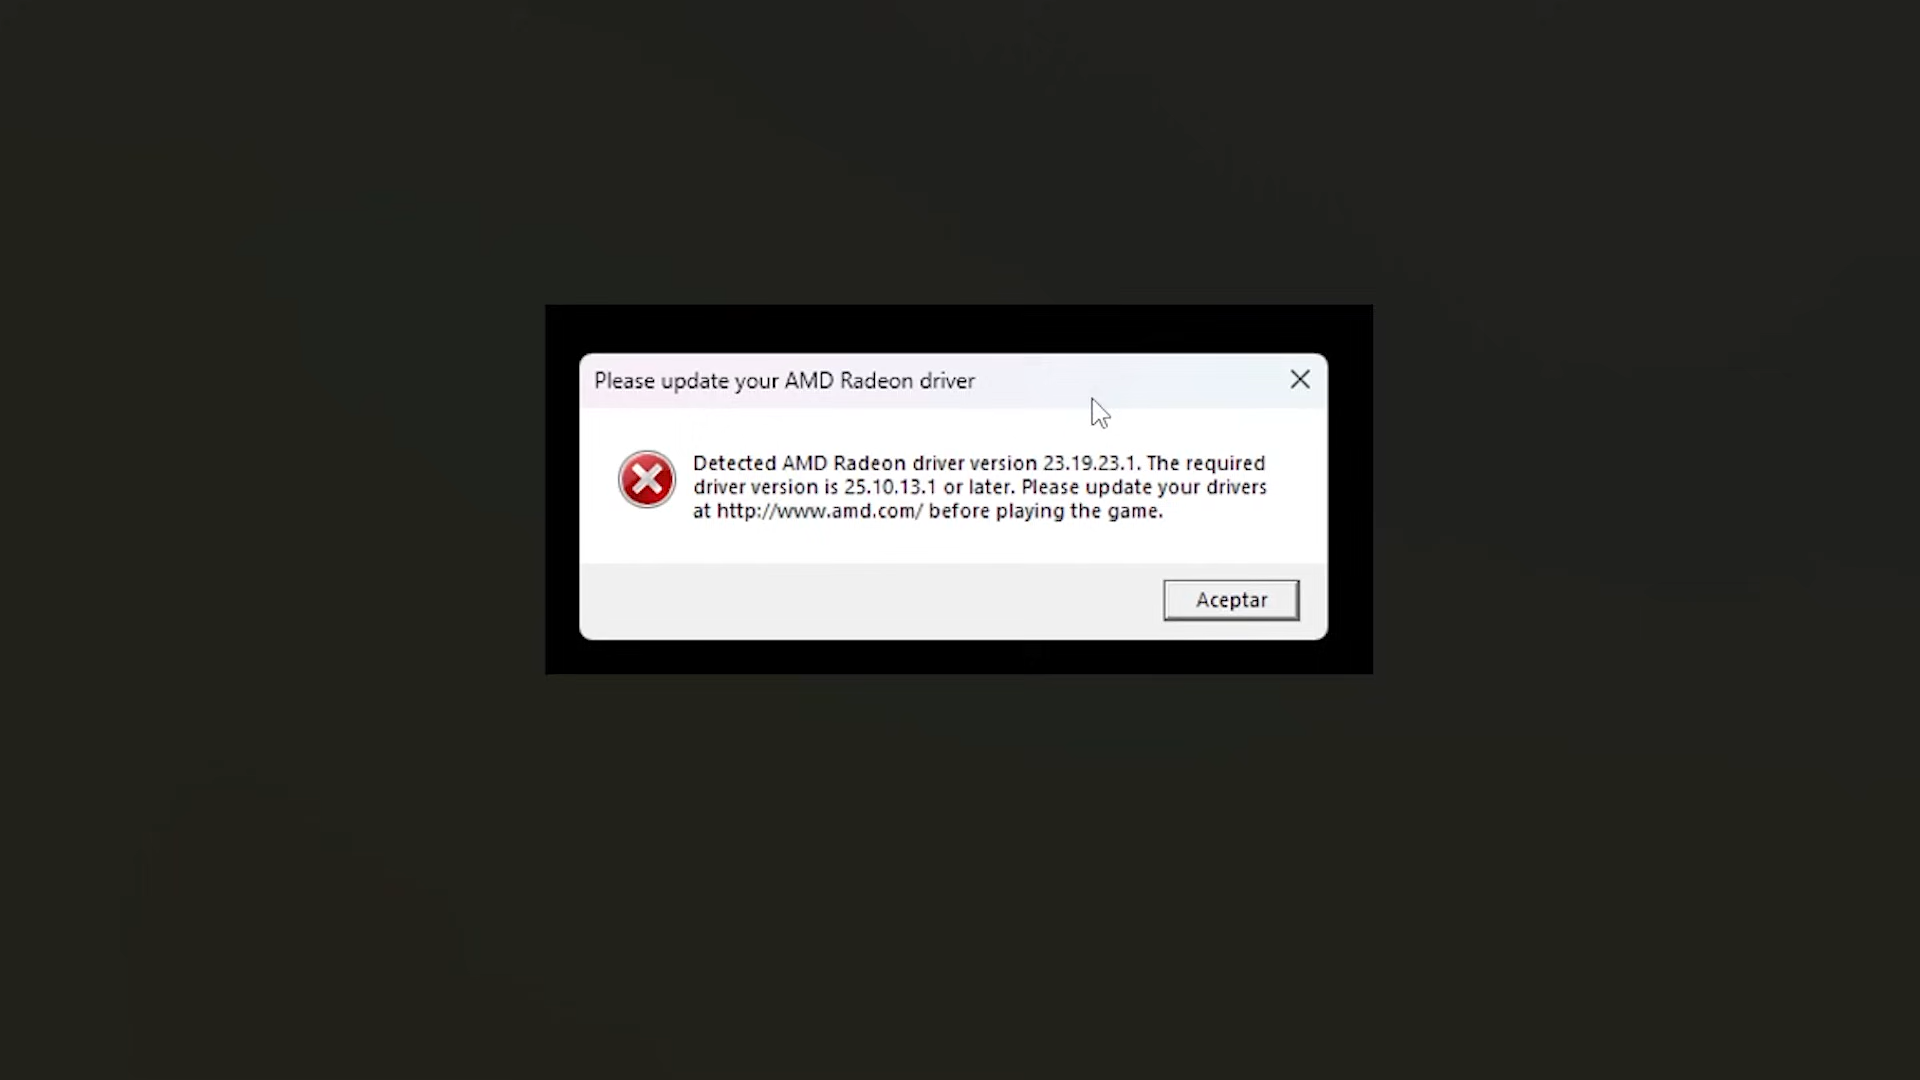 Please update your AMD Radeon driver
Detected AMD Radeon driver version 23.19.23.1. The required
driver version is 25.10.13.1 or later. Please update your drivers
at http://www.amd.com/ before playing the game.
Aceptar